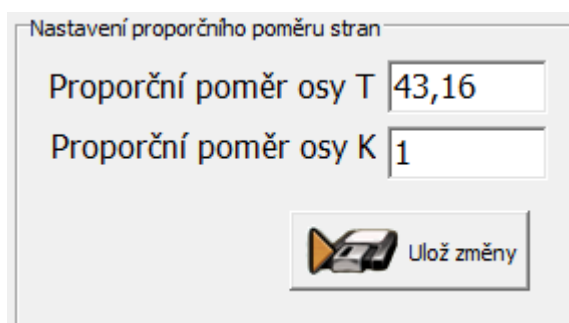 Nastavení proporčního poměru stran
Proporční poměr osy T 43,16
Proporční poměr osy K 1
Ulož změny